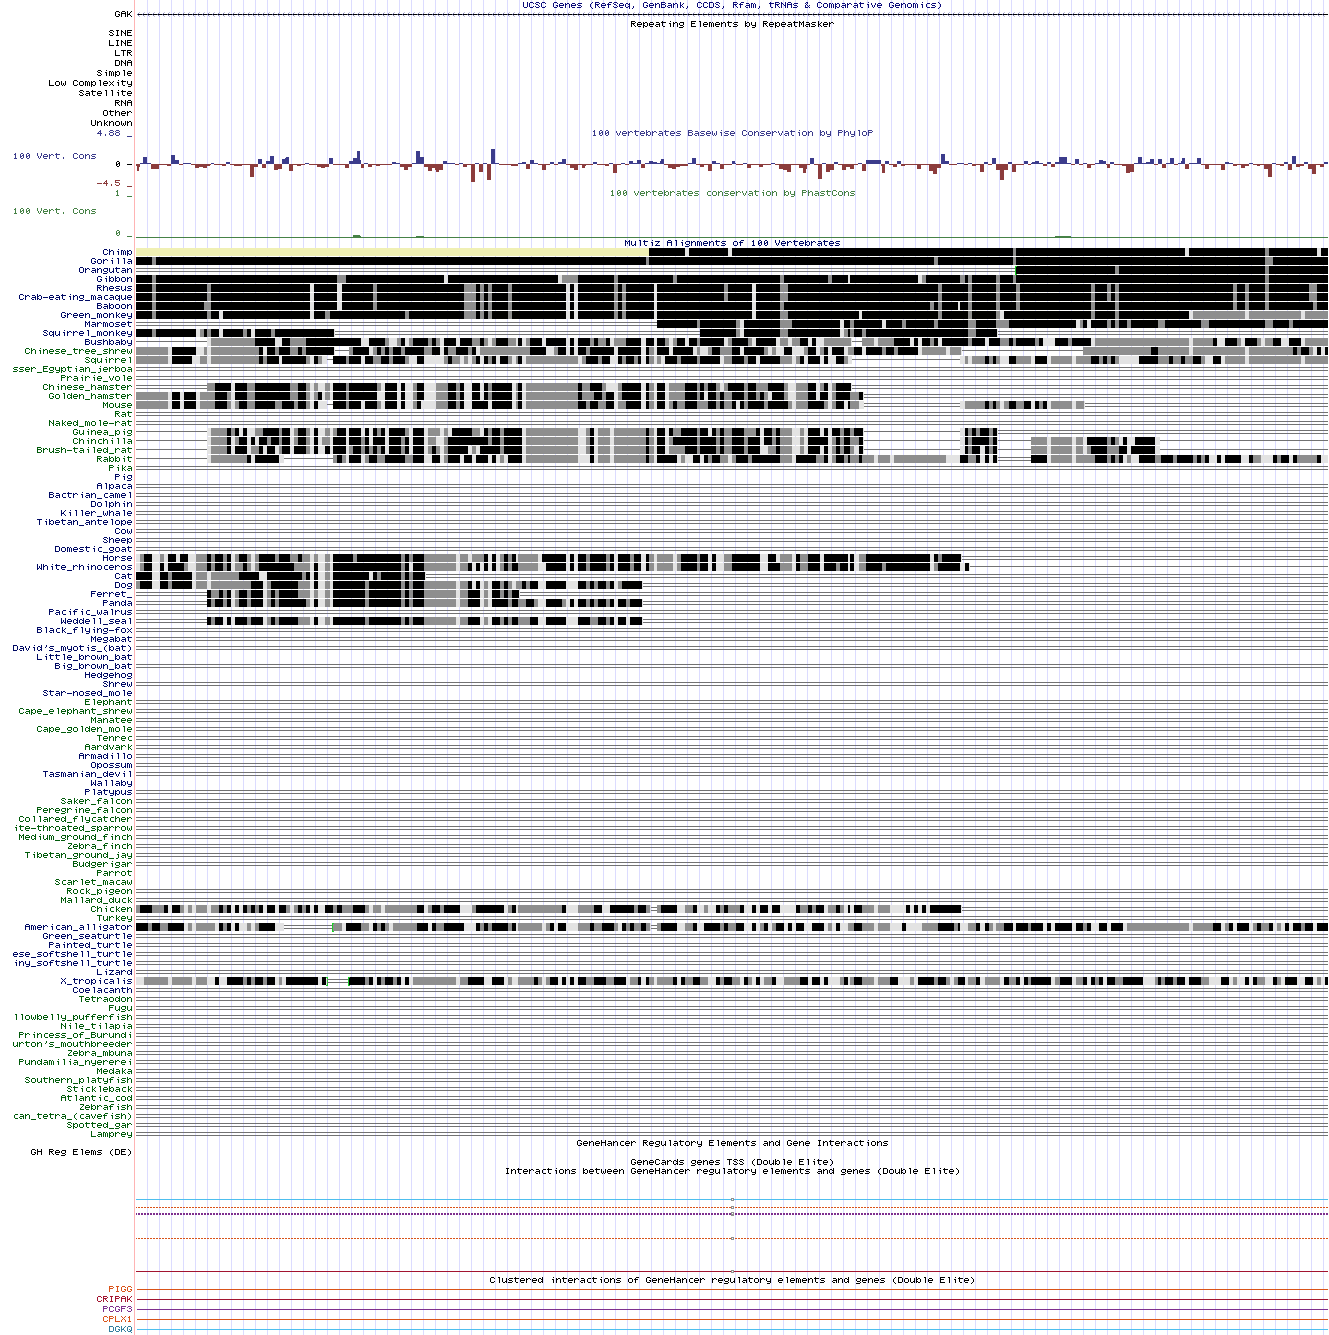 UCSC Genes (RefSeq, GenBank, CCDS, Rfam, tRNAs & Comparative Genomics)
GAK
Repeating Elements by RepeatMasker
SINE
LINE
LTR
DNA
Simple
Low Complexity
Satellite
RNA
Other
Unknown
4.88 _
100 vertebrates Basewise Conservation by PhyloP
100 Vert. Cons
0 _
-4.5 _
1 _
100 vertebrates conservation by PhastCons
100 Vert. Cons
0 _
Multiz Alignments of 100 Vertebrates
Chimp
Gorilla
Orangutan
Gibbon
Rhesus
Crab-eating_macaque
Baboon
Green_monkey
Marmoset
Squirrel_monkey
Bushbaby
Chinese_tree_shrew
Squirrel
sser_Egyptian_jerboa
Prairie_vole
Chinese_hamster
Golden_hamster
Mouse
Rat
Naked_mole-rat
Guinea_pig
Chinchilla
Brush-tailed_rat
Rabbit
Pika
Pig
Alpaca
Bactrian_camel
Dolphin
Killer_whale
Tibetan_antelope
Cow
Sheep
Domestic_goat
Horse
White_rhinoceros
Cat
Dog
Ferret_
Panda
Pacific_walrus
Weddell_seal
Black_flying-fox
Megabat
David's_myotis_(bat)
Little_brown_bat
Big_brown_bat
Hedgehog
Shrew
Star-nosed_mole
Elephant
Cape_elephant_shrew
Manatee
Cape_golden_mole
Tenrec
Aardvark
Armadillo
Opossum
Tasmanian_devil
Wallaby
Platypus
Saker_falcon
Peregrine_falcon
Collared_flycatcher
ite-throated_sparrow
Medium_ground_finch
Zebra_finch
Tibetan_ground_jay
Budgerigar
Parrot
Scarlet_macaw
Rock_pigeon
Mallard_duck
Chicken
Turkey
American_alligator
Green_seaturtle
Painted_turtle
ese_softshell_turtle
iny_softshell_turtle
Lizard
X_tropicalis
Coelacanth
Tetraodon
Fugu
llowbelly_pufferfish
Nile_tilapia
Princess_of_Burundi
urton's_mouthbreeder
Zebra_mbuna
Pundamilia_nyererei
Medaka
Southern_platyfish
Stickleback
Atlantic_cod
Zebrafish
can_tetra_(cavefish)
Spotted_gar
Lamprey
GeneHancer Regulatory Elements and Gene Interactions
GH Reg Elems (DE)
GeneCards genes TSS (Double Elite)
Interactions between GeneHancer regulatory elements and genes (Double Elite)
Clustered interactions of GeneHancer regulatory elements and genes (Double Elite)
PIGG
CRIPAK
PCGF3
CPLX1
DGKQ